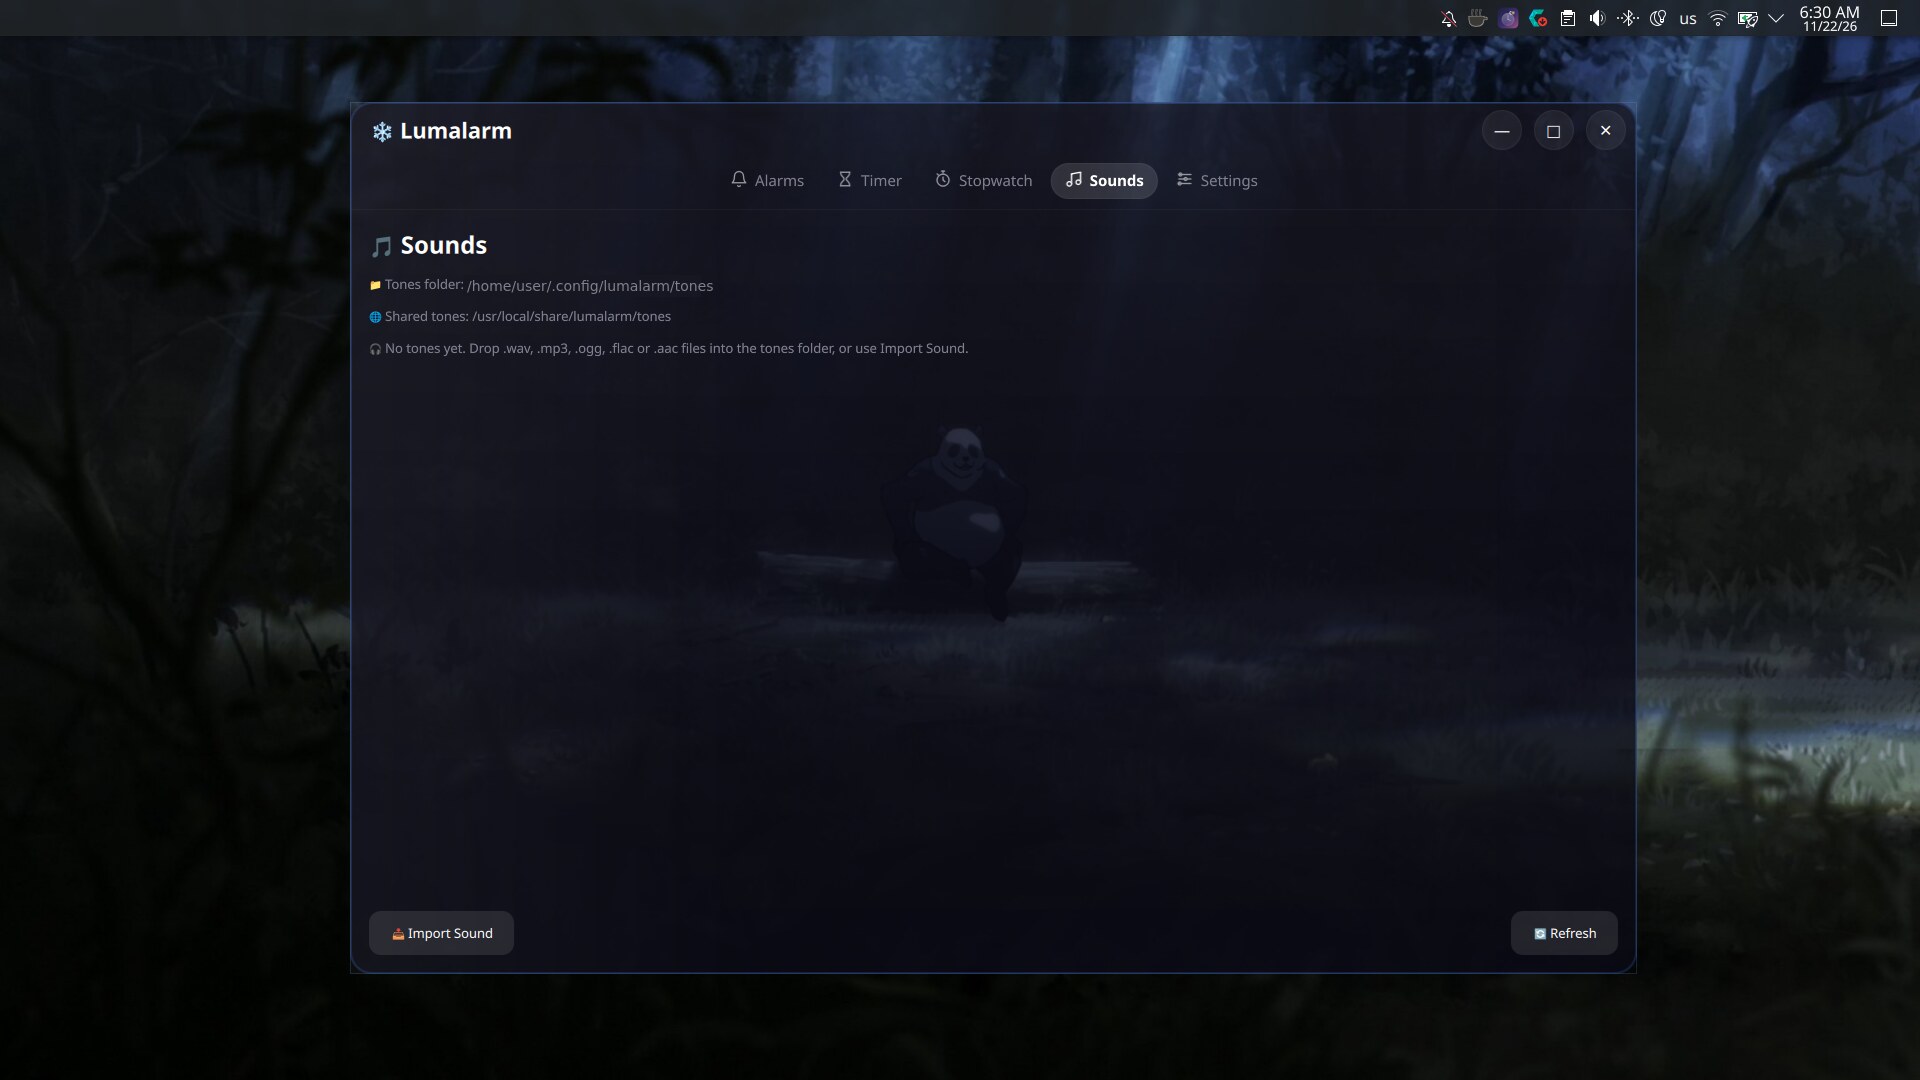 us
6:30 AM
11/22/26
Lumalarm
Alarms
Timer
Stopwatch
Sounds
Settings
Sounds
Tones folder: /home/user/.config/lumalarm/tones
Shared tones: /usr/local/share/lumalarm/tones
No tones yet. Drop .wav, .mp3, .ogg, .flac or .aac files into the tones folder, or use Import Sound.
Import Sound
Refresh